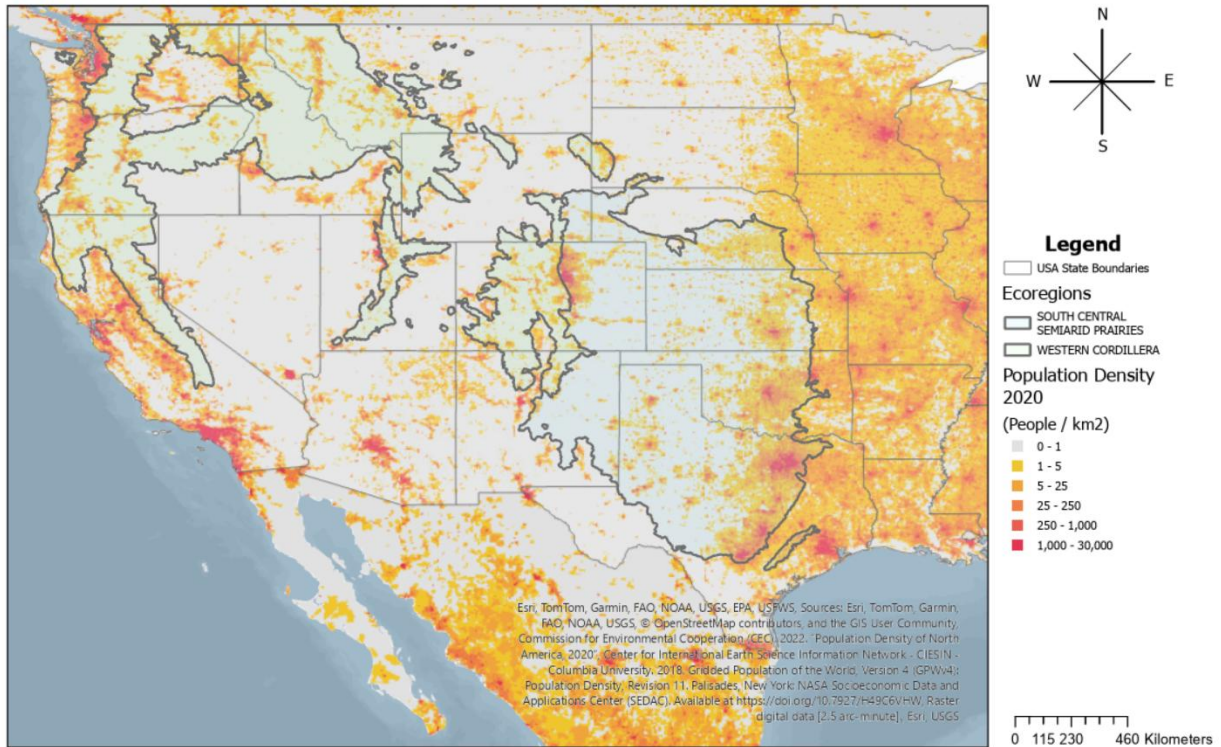 N
W
E
S
Legend
USA State Boundaries
Ecoregions
SOUTH CENTRAL
SEMIARID PRAIRIES
WESTERN CORDILLERA
Population Density
2020
(People / km2)
0 - 1
1 - 5
5 - 25
25 - 250
250 - 1,000
1,000 - 30,000
Esri, TomTom, Garmin, FAO, NOAA, USGS, EPA, USFWS, Sources: Esri, TomTom, Garmin,
FAO, NOAA, USGS, © OpenStreetMap contributors, and the GIS User Community,
Commission for Environmental Cooperation (CEC). 2022. "Population Density of North
America, 2020"; Center for International Earth Science Information Network - CIESIN -
Columbia University. 2018. Gridded Population of the World, Version 4 (GPWv4):
Population Density, Revision 11. Palisades, New York: NASA Socioeconomic Data and
Applications Center (SEDAC). Available at https://doi.org/10.7927/H49C6VHW, Raster
digital data [2.5 arc-minute], Esri, USGS
0 115 230 460 Kilometers